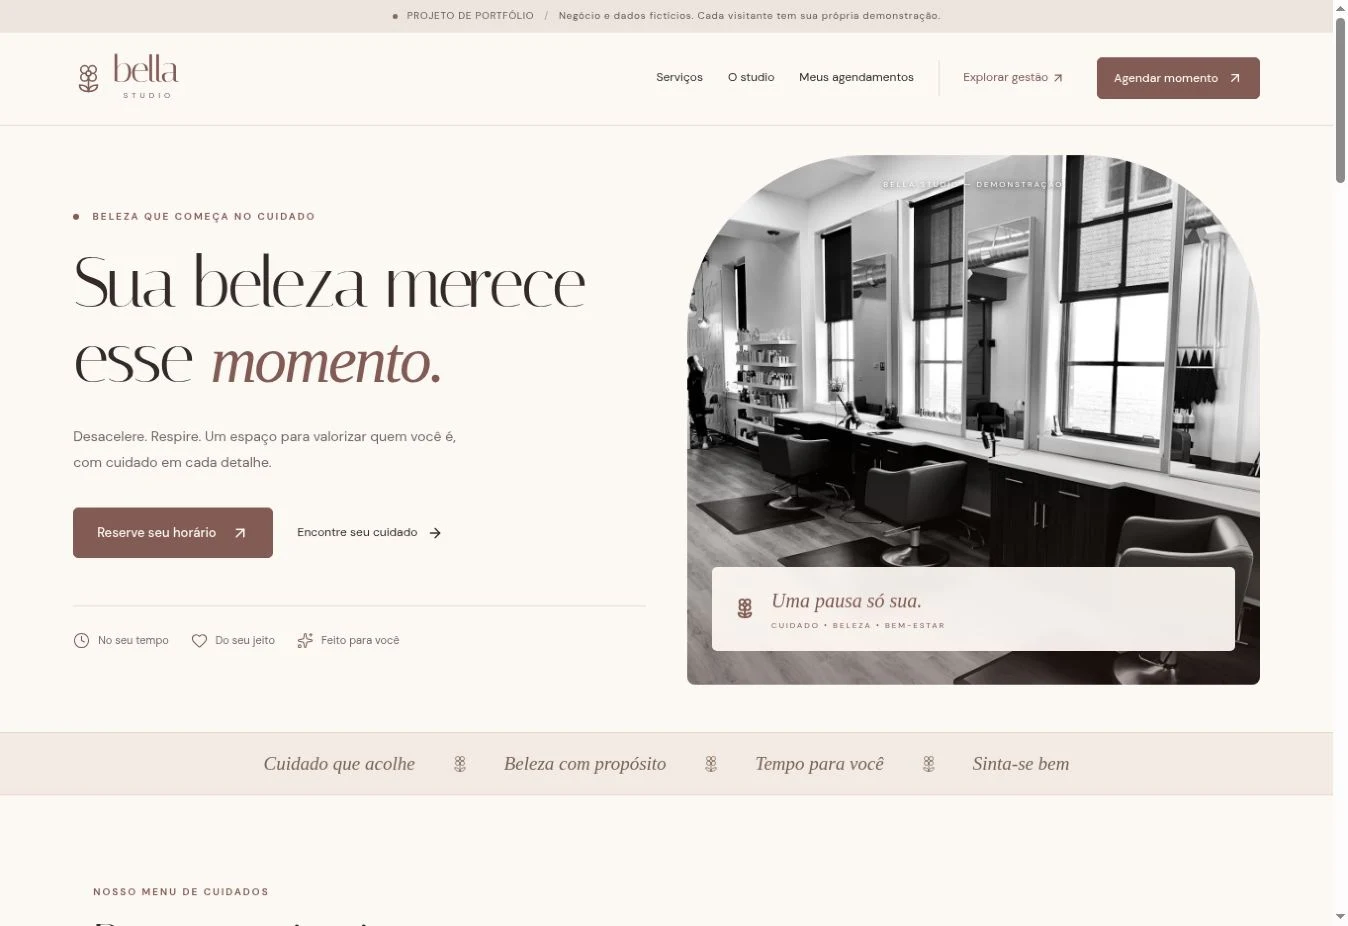 PROJETO DE PORTFÓLIO / Negócio e dados fictícios. Cada visitante tem sua própria demonstração.
bella
STUDIO
Serviços
O studio
Meus agendamentos
Explorar gestão
Agendar momento
BELLA STUDIO — DEMONSTRAÇÃO
BELEZA QUE COMEÇA NO CUIDADO
Sua beleza merece
esse momento.
Desacelere. Respire. Um espaço para valorizar quem você é,
com cuidado em cada detalhe.
Reserve seu horário
Encontre seu cuidado
No seu tempo
Do seu jeito
Feito para você
Uma pausa só sua.
CUIDADO • BELEZA • BEM-ESTAR
Cuidado que acolhe
Beleza com propósito
Tempo para você
Sinta-se bem
NOSSO MENU DE CUIDADOS